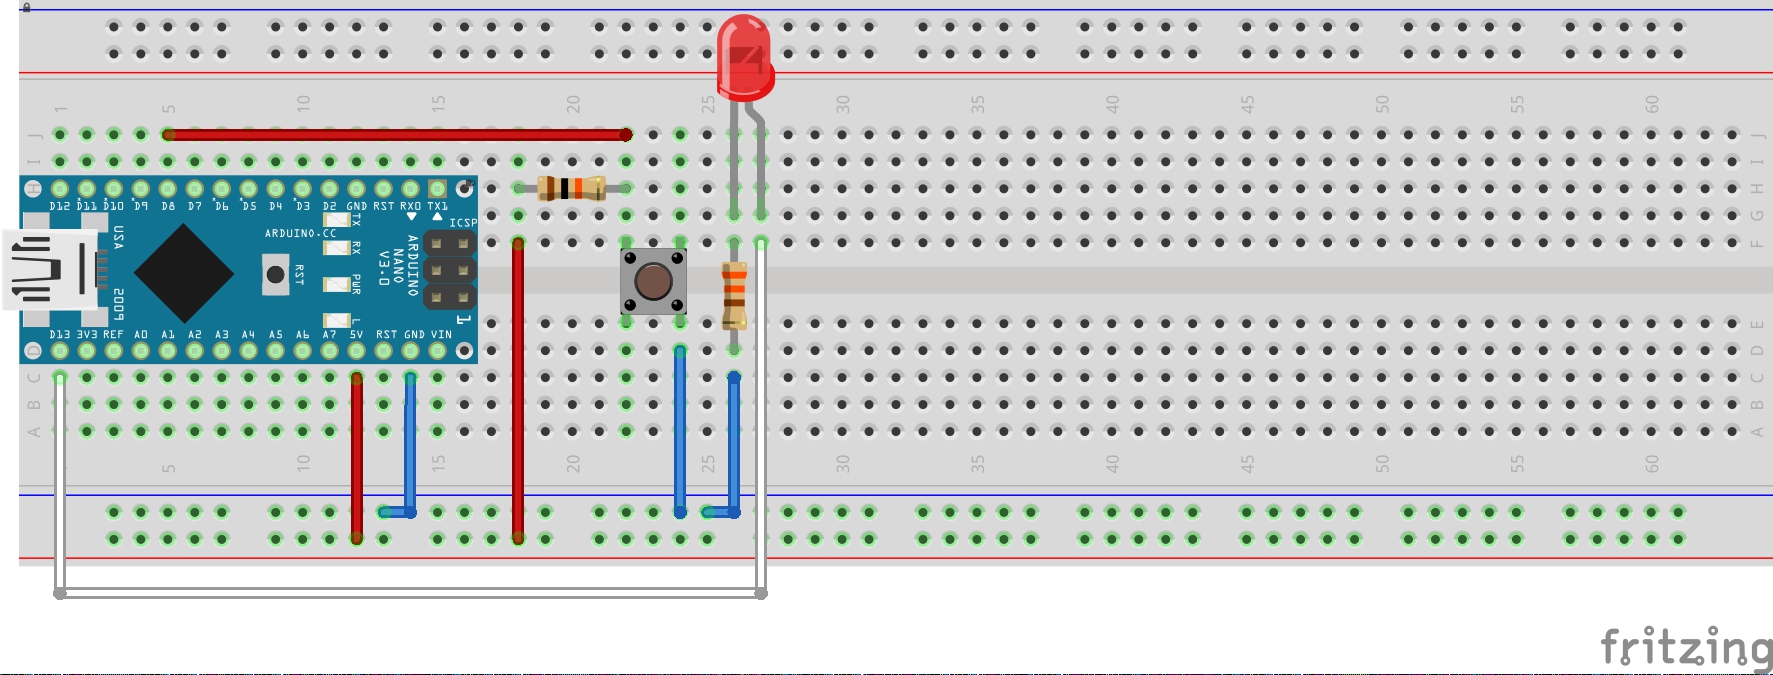 1 5 10 15 20 25 30 35 40 45 50 55 60
J J
I I
H H
D12 D11 D10 D9 D8 D7 D6 D5 D4 D3 D2 GND RST RX0 TX1
G G
TX
ICSP
USA
ARDUINO.CC
F F
RX
ARDUINO
NANO
V3.0
RST
PWR
2009
L
1
E E
D13 3V3 REF A0 A1 A2 A3 A4 A5 A6 A7 5V RST GND VIN
D D
C C
B B
A A
5 10 15 20 25 30 35 40 45 50 55 60
fritzing